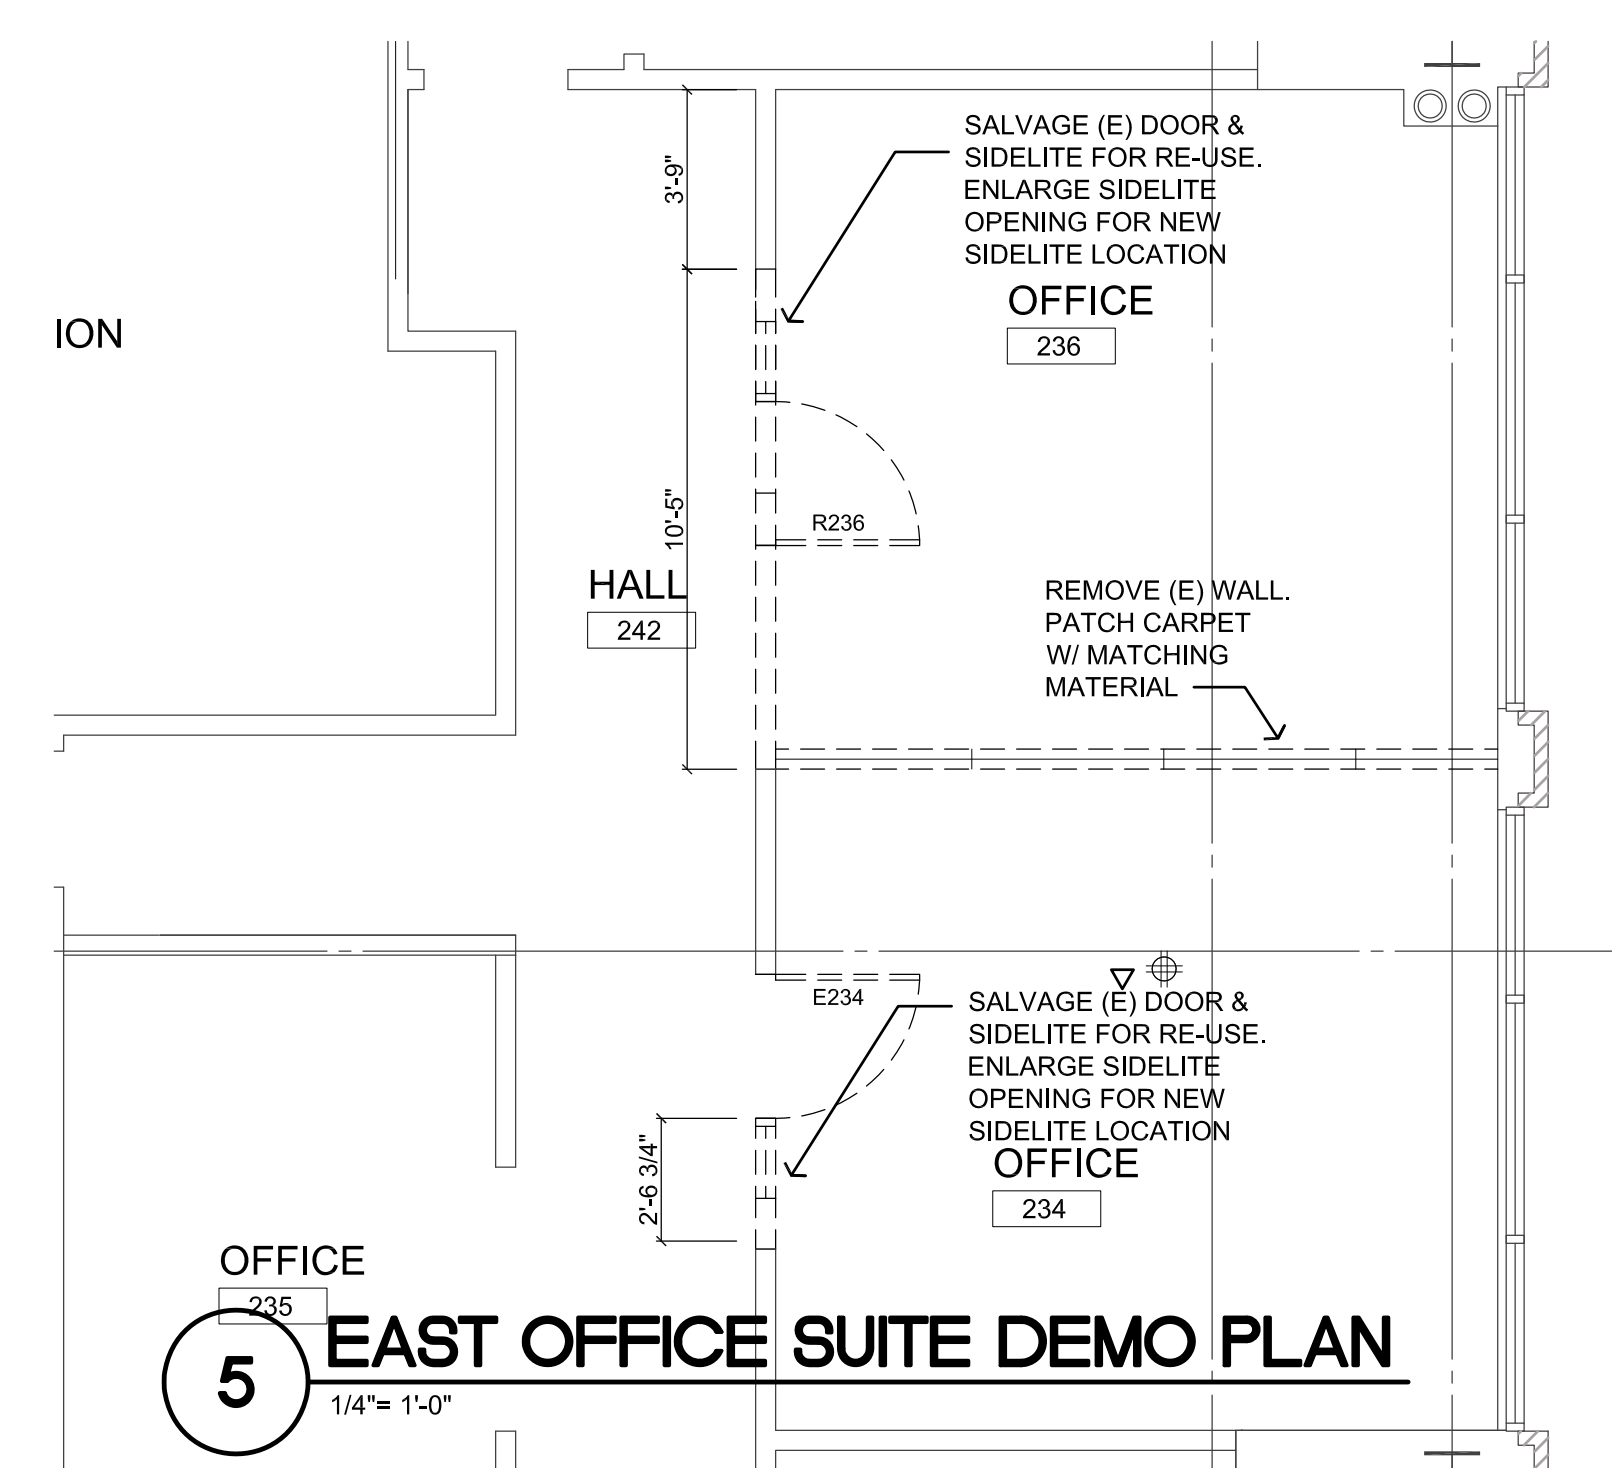 SALVAGE (E) DOOR &
SIDELITE FOR RE-USE.
ENLARGE SIDELITE
OPENING FOR NEW
SIDELITE LOCATION
3'-9"
OFFICE
236
ION
R236
10'-5"
HALL
242
REMOVE (E) WALL.
PATCH CARPET
W/ MATCHING
MATERIAL
E234
SALVAGE (E) DOOR &
SIDELITE FOR RE-USE.
ENLARGE SIDELITE
OPENING FOR NEW
SIDELITE LOCATION
2'-6 3/4"
OFFICE
234
OFFICE
235
5
EAST OFFICE SUITE DEMO PLAN
1/4"= 1'-0"